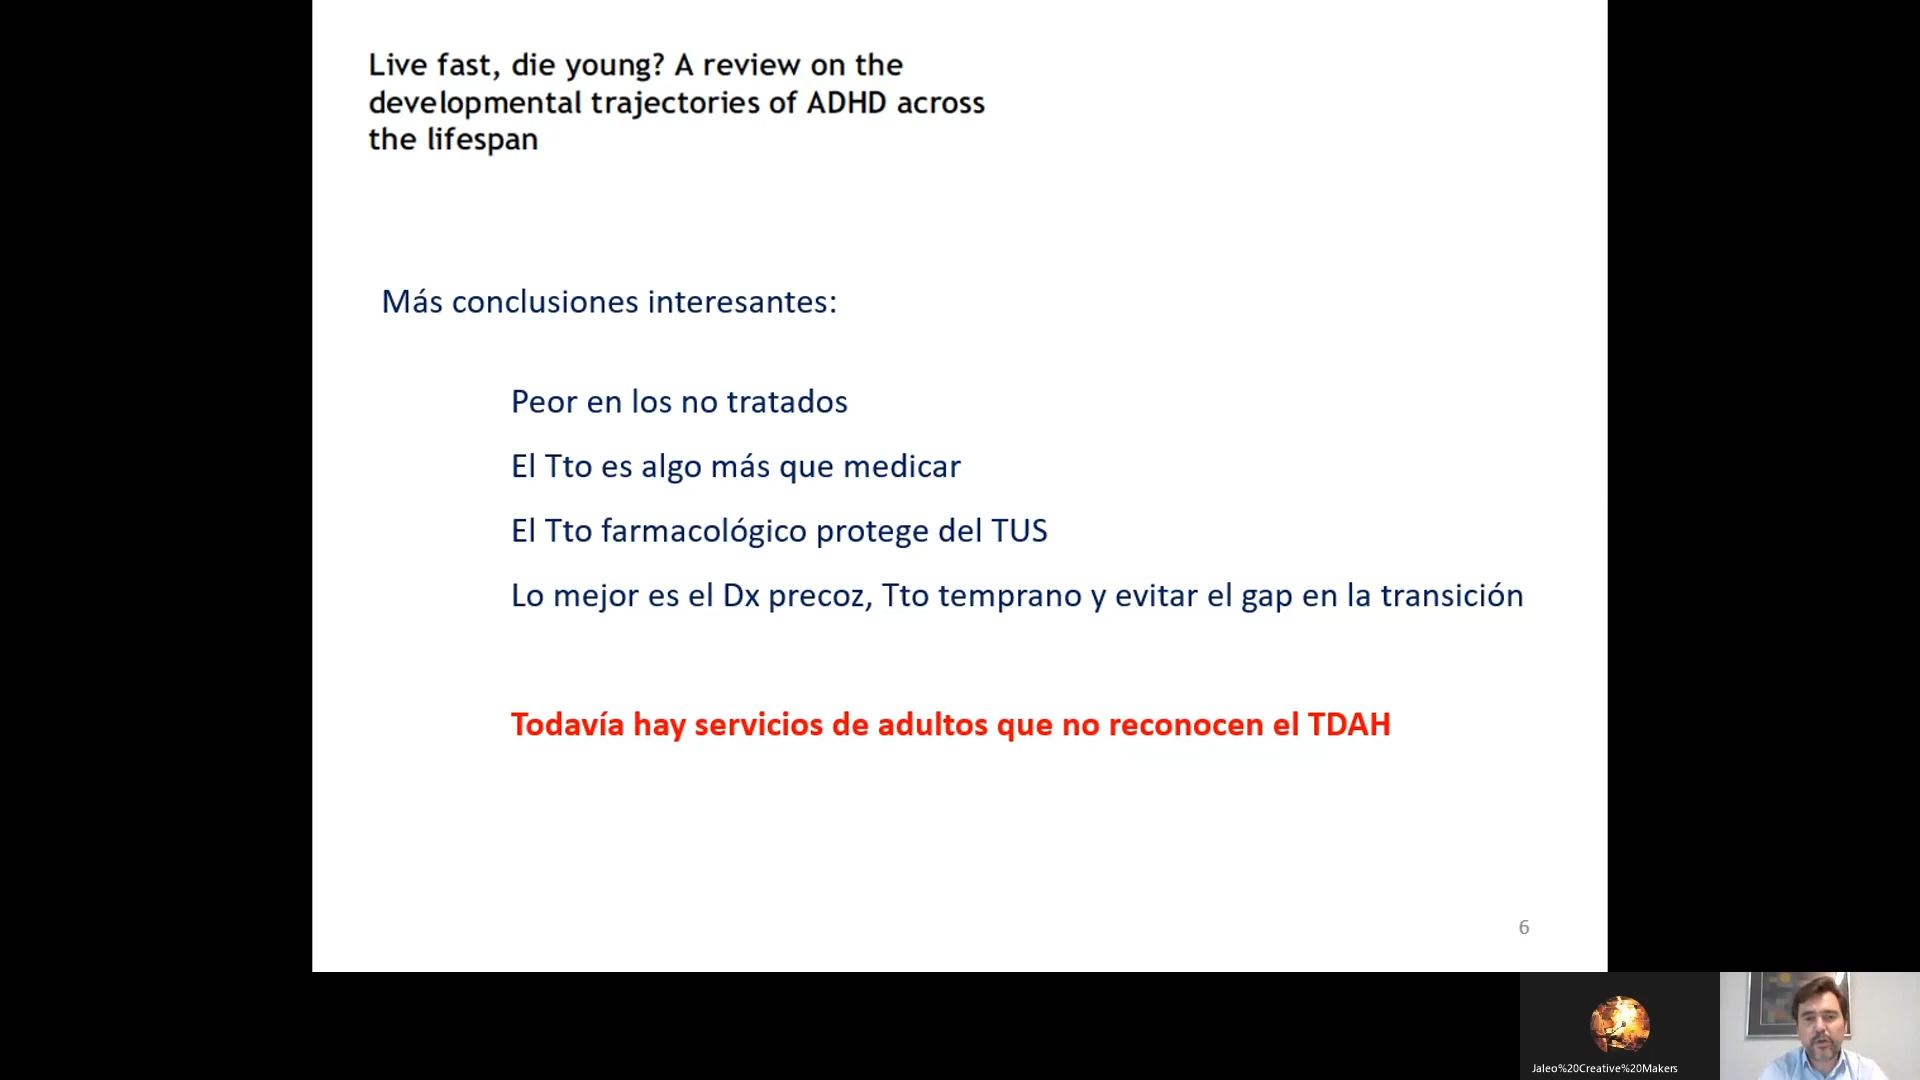 Live fast, die young? A review on the
developmental trajectories of ADHD across
the lifespan
Más conclusiones interesantes:
Peor en los no tratados
El Tto es algo más que medicar
El Tto farmacológico protege del TUS
Lo mejor es el Dx precoz, Tto temprano y evitar el gap en la transición
Todavía hay servicios de adultos que no reconocen el TDAH
6
Jaleo%20Creative%20Makers